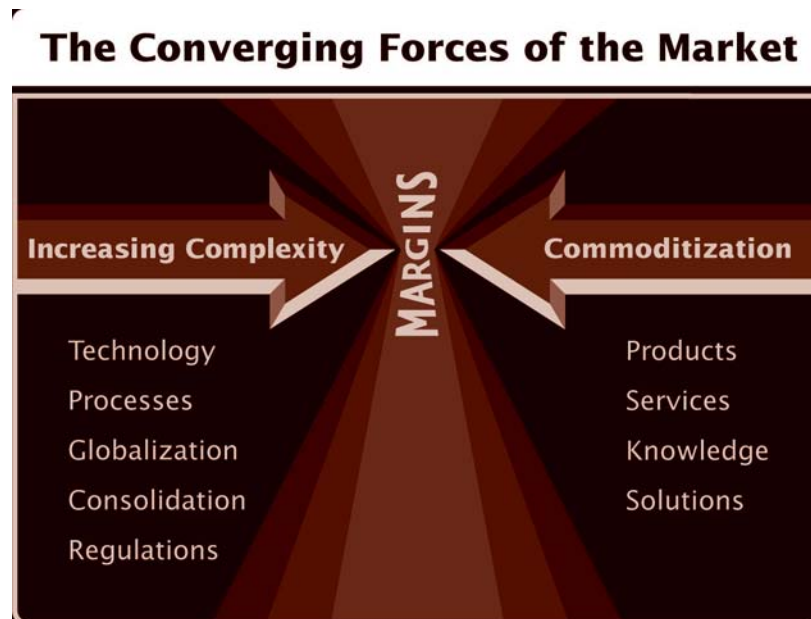 The Converging Forces of the Market
Increasing Complexity
MARGINS
Commoditization
Technology
Processes
Globalization
Consolidation
Regulations
Products
Services
Knowledge
Solutions